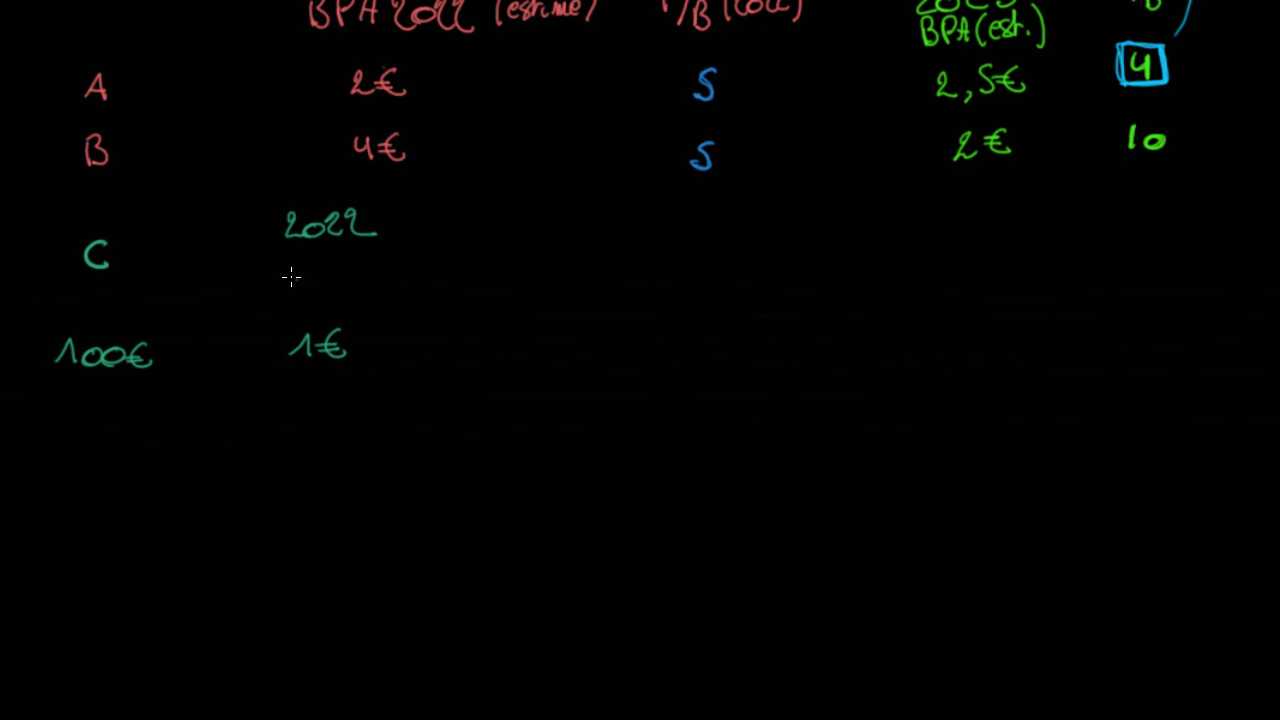 BPA 2022 (estimé) P/B (2022)
2023
BPA (est.)
A 2€ 5 2,5€ 4
B 4€ 5 2€ 10
C 2022
100€ 1€